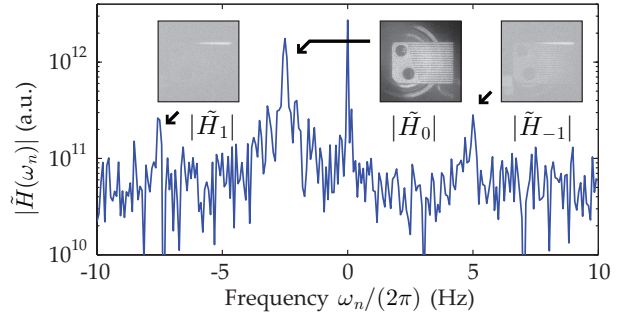 10^12
10^11
10^10
|H̃(ω_n)| (a.u.)
|H̃_1|
|H̃_0|
|H̃_{-1}|
-10 -5 0 5 10
Frequency ω_n/(2π) (Hz)